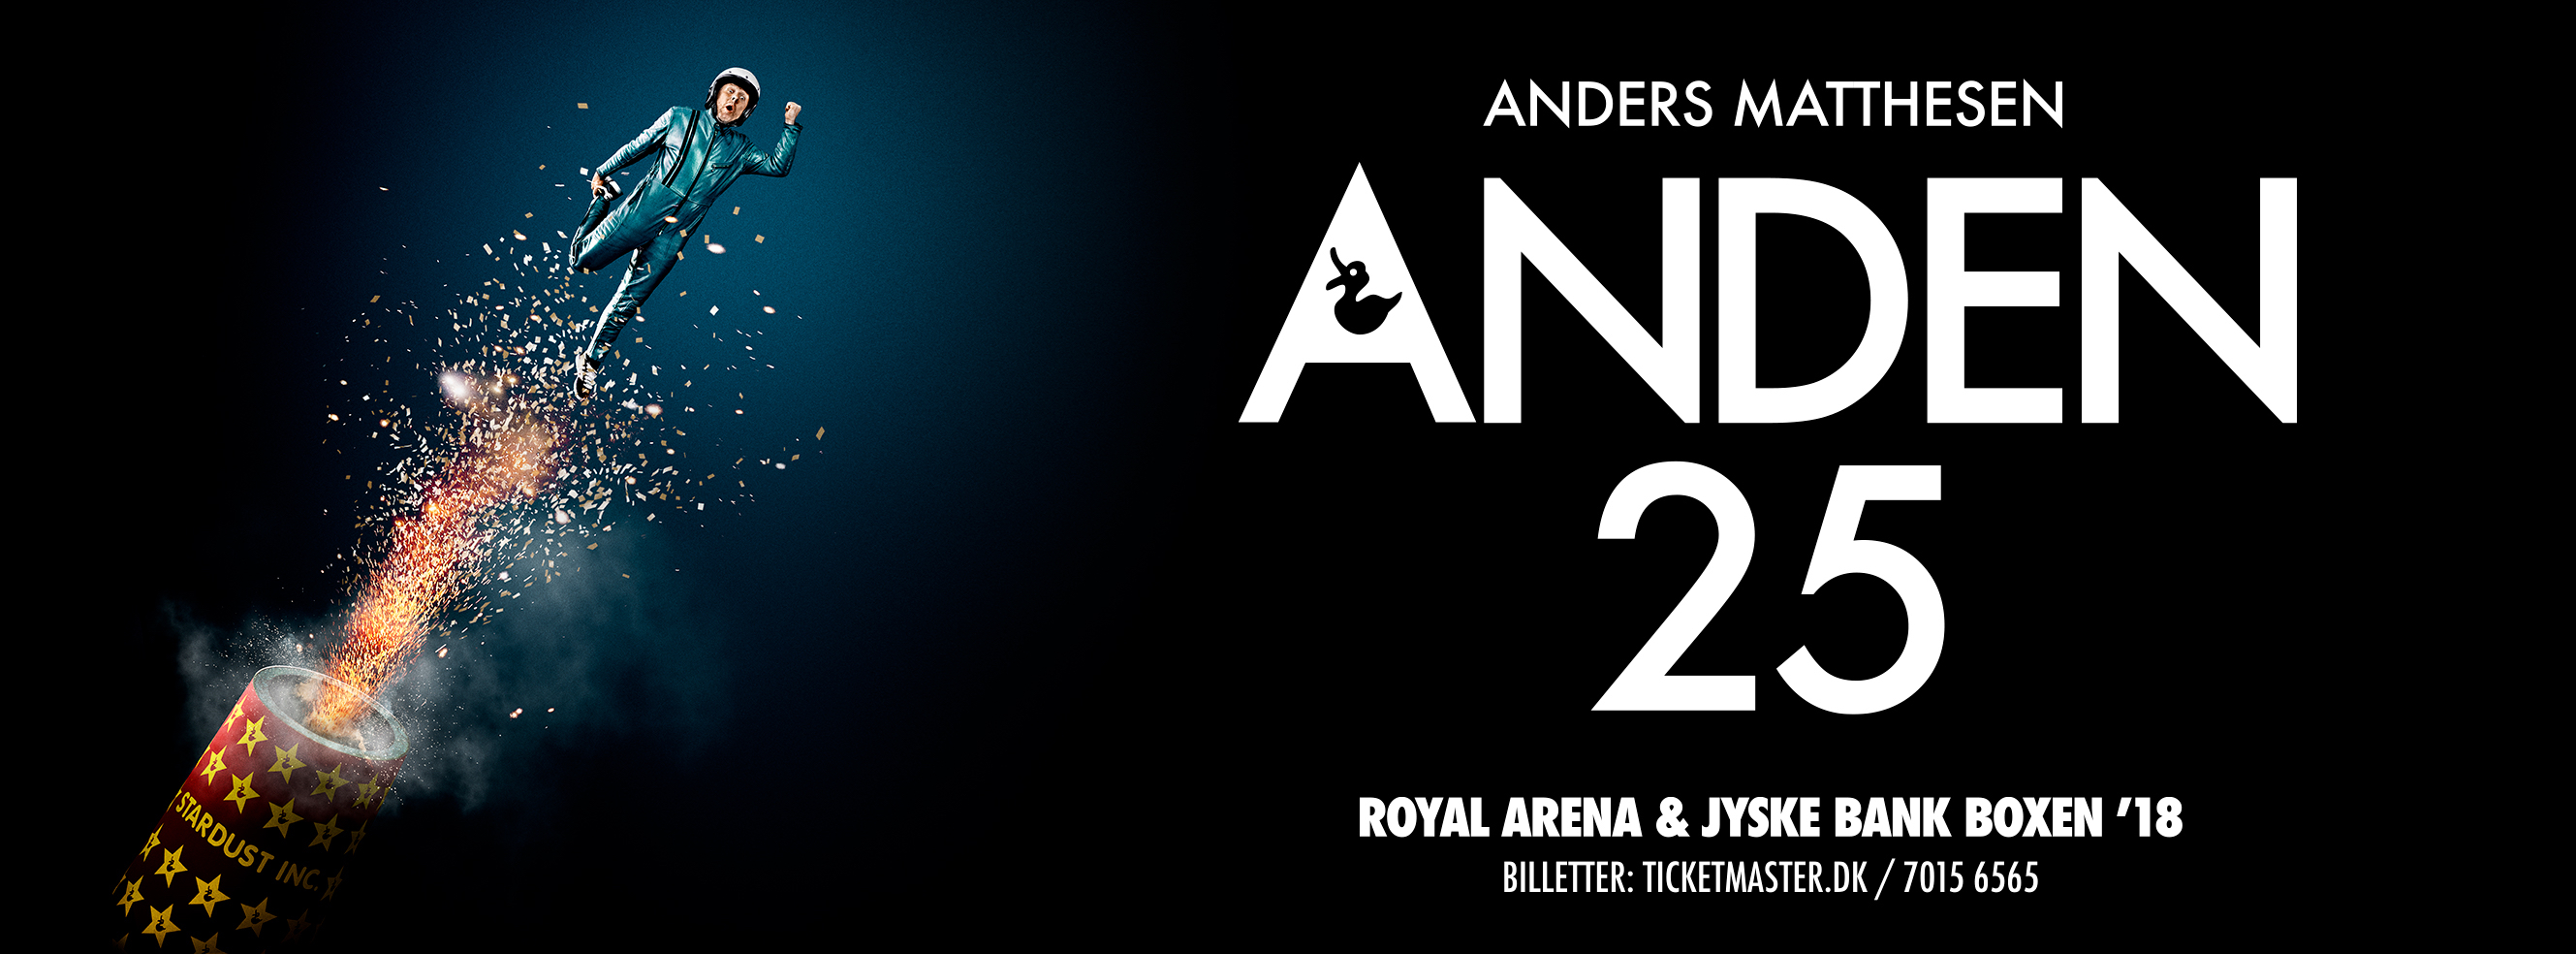 ANDERS MATTHESEN
ANDEN
25
ROYAL ARENA & JYSKE BANK BOXEN '18
BILLETTER: TICKETMASTER.DK / 7015 6565
STARDUST INC.